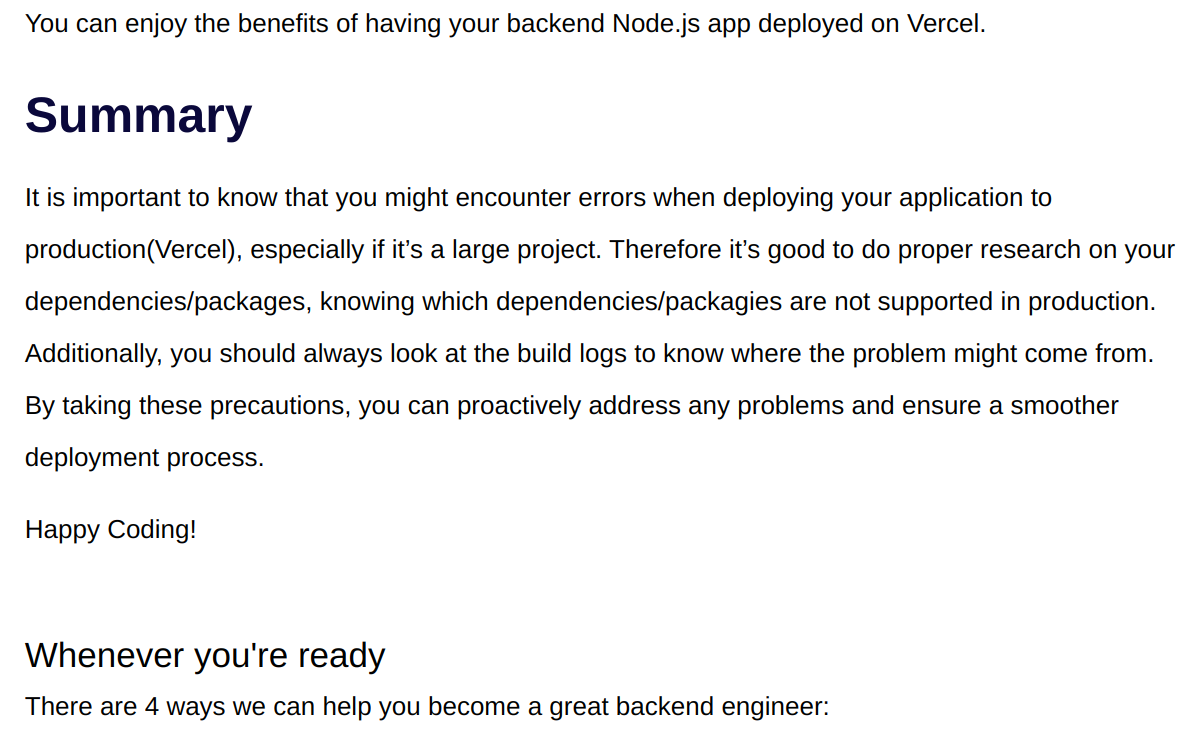 You can enjoy the benefits of having your backend Node.js app deployed on Vercel.
Summary
It is important to know that you might encounter errors when deploying your application to
production(Vercel), especially if it’s a large project. Therefore it’s good to do proper research on your
dependencies/packages, knowing which dependencies/packagies are not supported in production.
Additionally, you should always look at the build logs to know where the problem might come from.
By taking these precautions, you can proactively address any problems and ensure a smoother
deployment process.
Happy Coding!
Whenever you're ready
There are 4 ways we can help you become a great backend engineer: